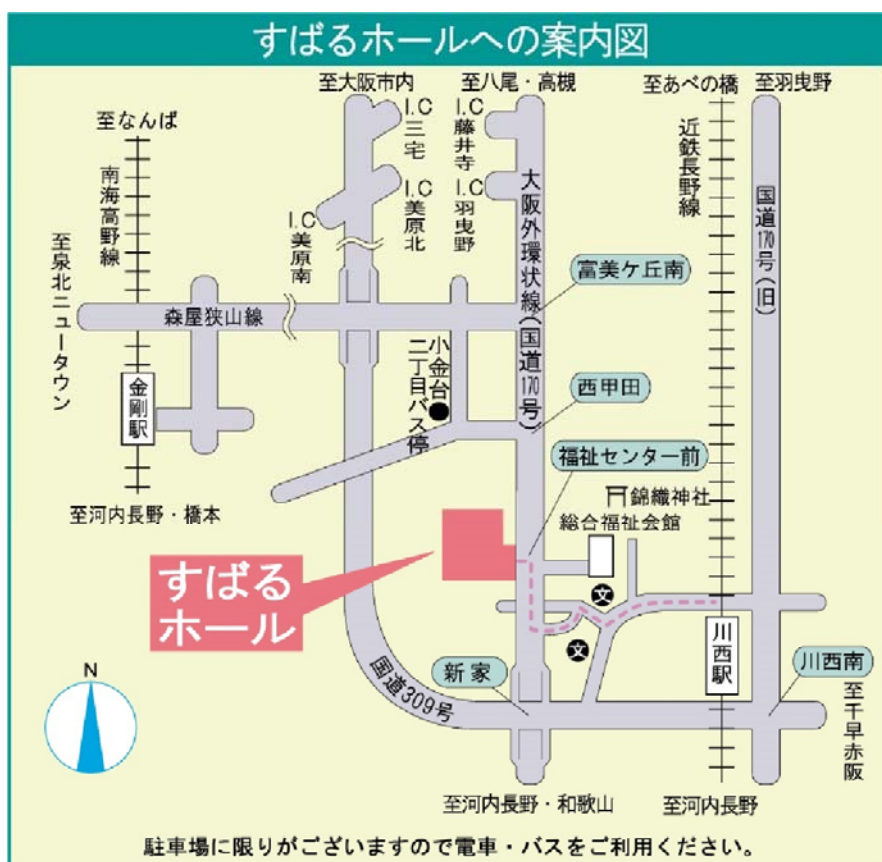 すばるホールへの案内図
至大阪市内
至八尾・高槻
至あべの橋
至羽曳野
至なんば
南海高野線
I.C三宅
I.C美原北
I.C美原南
I.C藤井寺
I.C羽曳野
大阪外環状線(国道170号)
近鉄長野線
国道170号(旧)
至泉北ニュータウン
森屋狭山線
富美ケ丘南
金剛駅
小金台二丁目バス停
西甲田
福祉センター前
至河内長野・橋本
錦織神社
総合福祉会館
すばる
ホール
文
文
川西駅
新家
川西南
国道309号
至千早赤阪
N
至河内長野・和歌山
至河内長野
駐車場に限りがございますので電車・バスをご利用ください。